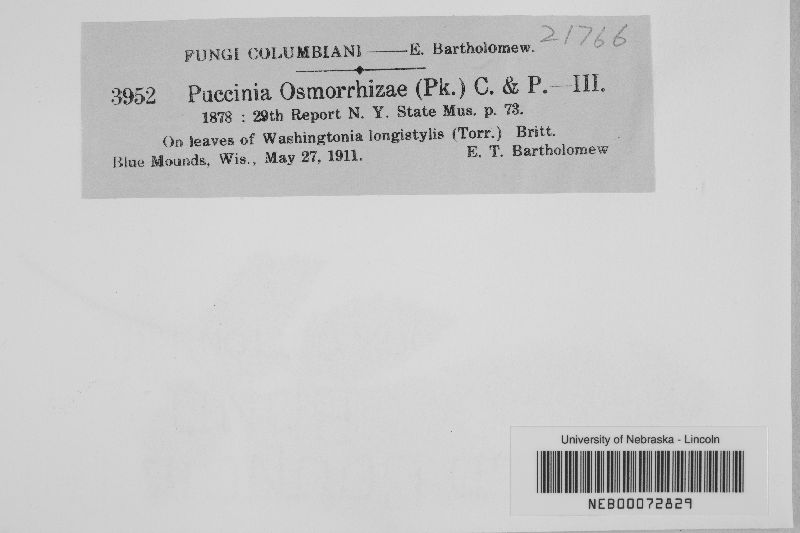 21766
FUNGI COLUMBIANI — E. Bartholomew.
3952 Puccinia Osmorrhizae (Pk.) C. & P.—III.
1878 : 29th Report N. Y. State Mus. p. 73.
On leaves of Washingtonia longistylis (Torr.) Britt.
Blue Mounds, Wis., May 27, 1911. E. T. Bartholomew
University of Nebraska - Lincoln
NEB00072829